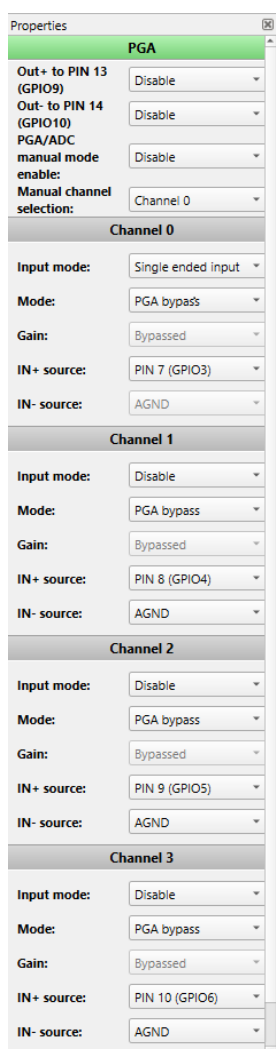 Properties
PGA
Out+ to PIN 13 (GPIO9)
Disable
Out- to PIN 14 (GPIO10)
Disable
PGA/ADC manual mode enable:
Disable
Manual channel selection:
Channel 0
Channel 0
Input mode: Single ended input
Mode: PGA bypass
Gain: Bypassed
IN+ source: PIN 7 (GPIO3)
IN- source: AGND
Channel 1
Input mode: Disable
Mode: PGA bypass
Gain: Bypassed
IN+ source: PIN 8 (GPIO4)
IN- source: AGND
Channel 2
Input mode: Disable
Mode: PGA bypass
Gain: Bypassed
IN+ source: PIN 9 (GPIO5)
IN- source: AGND
Channel 3
Input mode: Disable
Mode: PGA bypass
Gain: Bypassed
IN+ source: PIN 10 (GPIO6)
IN- source: AGND